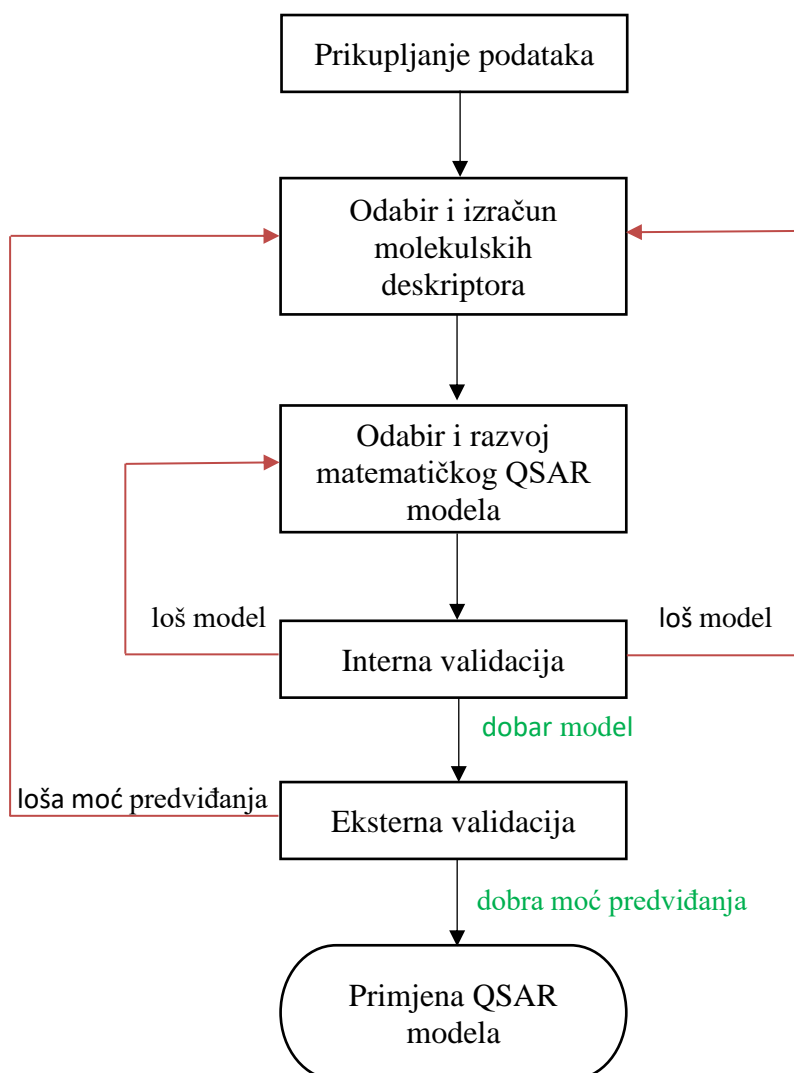 Prikupljanje podataka
Odabir i izračun
molekulskih
deskriptora
Odabir i razvoj
matematičkog QSAR
modela
loš model
loš model
Interna validacija
dobar model
loša moć predviđanja
Eksterna validacija
dobra moć predviđanja
Primjena QSAR
modela